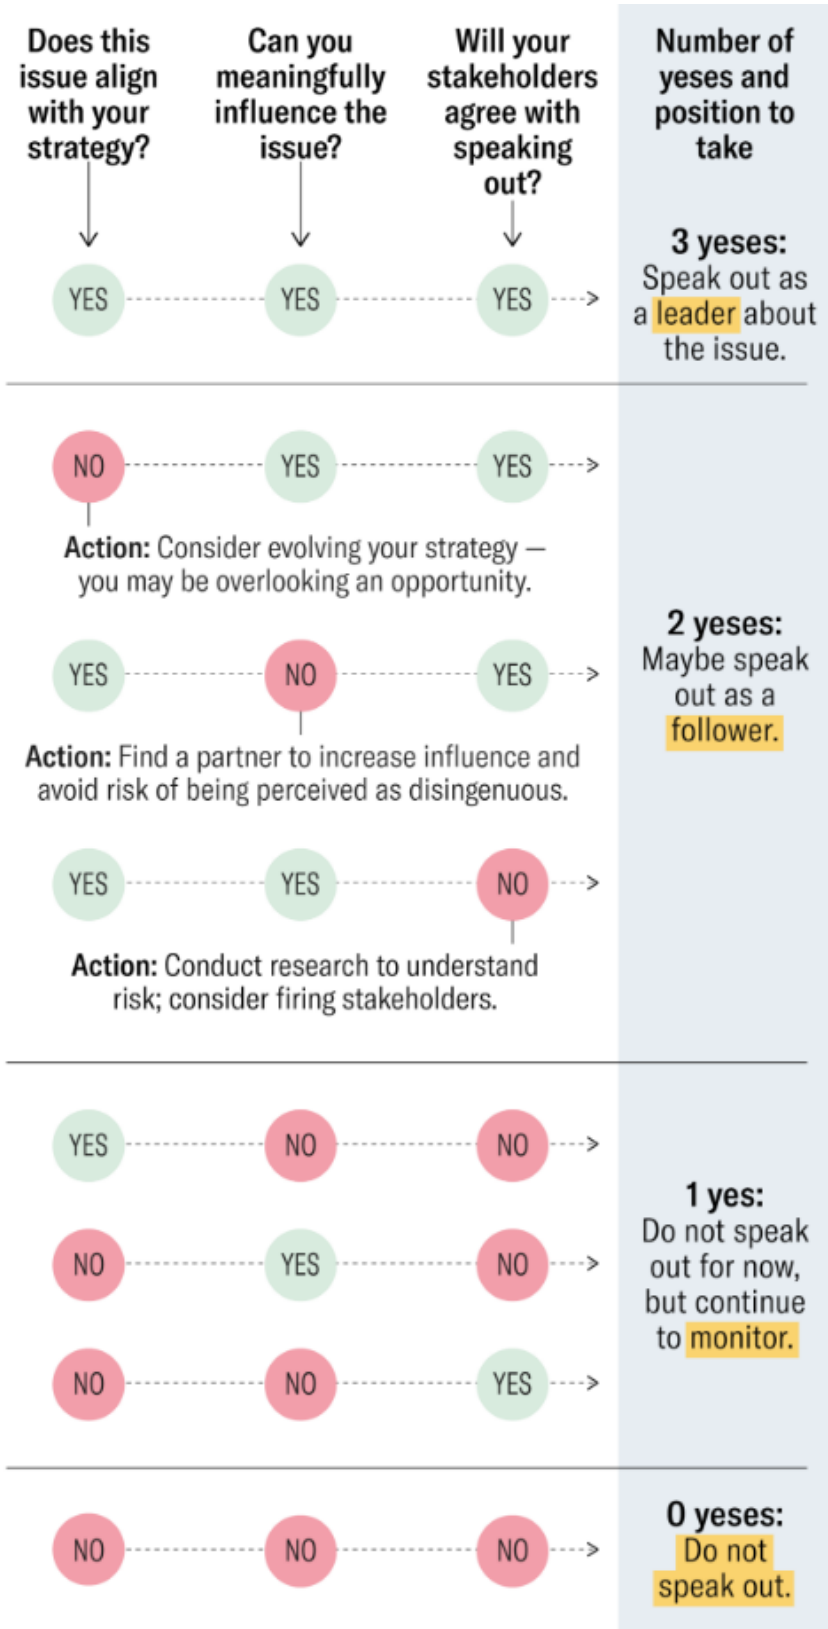 Does this
issue align
with your
strategy?
Can you
meaningfully
influence the
issue?
Will your
stakeholders
agree with
speaking
out?
Number of
yeses and
position to
take
YES
YES
YES
3 yeses:
Speak out as
a leader about
the issue.
NO
YES
YES
Action: Consider evolving your strategy —
you may be overlooking an opportunity.
YES
NO
YES
Action: Find a partner to increase influence and
avoid risk of being perceived as disingenuous.
YES
YES
NO
Action: Conduct research to understand
risk; consider firing stakeholders.
2 yeses:
Maybe speak
out as a
follower.
YES
NO
NO
NO
YES
NO
NO
NO
YES
1 yes:
Do not speak
out for now,
but continue
to monitor.
NO
NO
NO
0 yeses:
Do not
speak out.